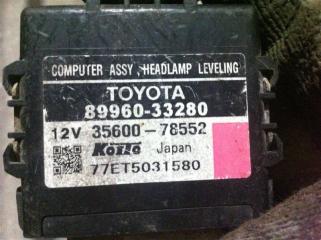 COMPUTER ASSY, HEADLAMP LEVELING
TOYOTA
89960-33280
12V 35600-78552
Koito Japan
77ET5031580